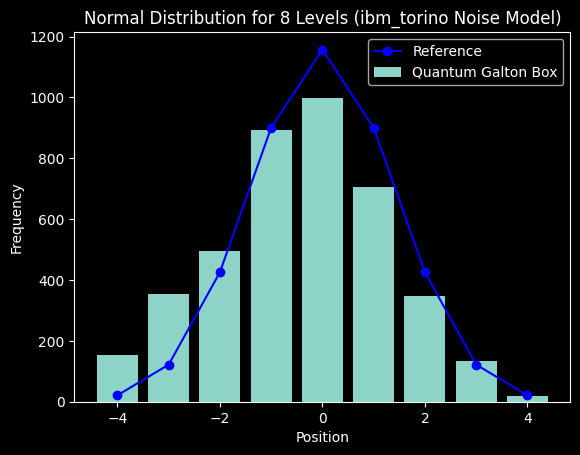 Normal Distribution for 8 Levels (ibm_torino Noise Model)
Reference
Quantum Galton Box
Frequency
1200
1000
800
600
400
200
0
−4
−2
0
2
4
Position